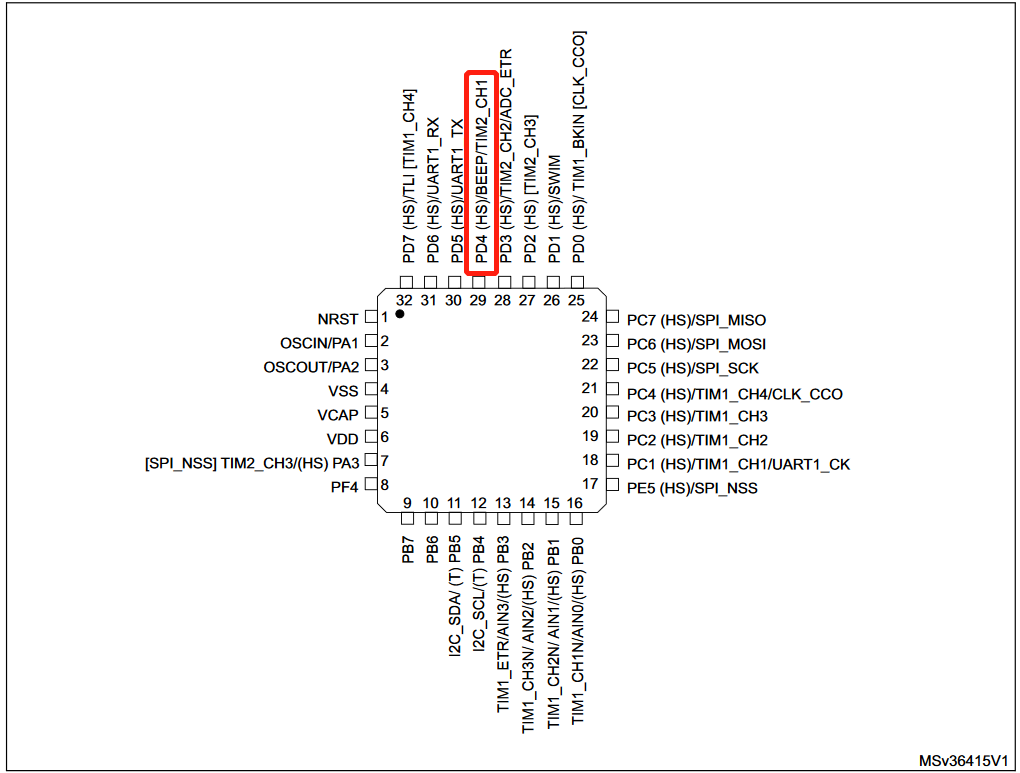 PD7 (HS)/TLI [TIM1_CH4]
PD6 (HS)/UART1_RX
PD5 (HS)/UART1_TX
PD4 (HS)/BEEP/TIM2_CH1
PD3 (HS)/TIM2_CH2/ADC_ETR
PD2 (HS) [TIM2_CH3]
PD1 (HS)/SWIM
PD0 (HS)/ TIM1_BKIN [CLK_CCO]
32 31 30 29 28 27 26 25
NRST 1
OSCIN/PA1 2
OSCOUT/PA2 3
VSS 4
VCAP 5
VDD 6
[SPI_NSS] TIM2_CH3/(HS) PA3 7
PF4 8
24 PC7 (HS)/SPI_MISO
23 PC6 (HS)/SPI_MOSI
22 PC5 (HS)/SPI_SCK
21 PC4 (HS)/TIM1_CH4/CLK_CCO
20 PC3 (HS)/TIM1_CH3
19 PC2 (HS)/TIM1_CH2
18 PC1 (HS)/TIM1_CH1/UART1_CK
17 PE5 (HS)/SPI_NSS
9 10 11 12 13 14 15 16
PB7
PB6
I2C_SDA/ (T) PB5
I2C_SCL/(T) PB4
TIM1_ETR/AIN3/(HS) PB3
TIM1_CH3N/ AIN2/(HS) PB2
TIM1_CH2N/ AIN1/(HS) PB1
TIM1_CH1N/AIN0/(HS) PB0
MSv36415V1